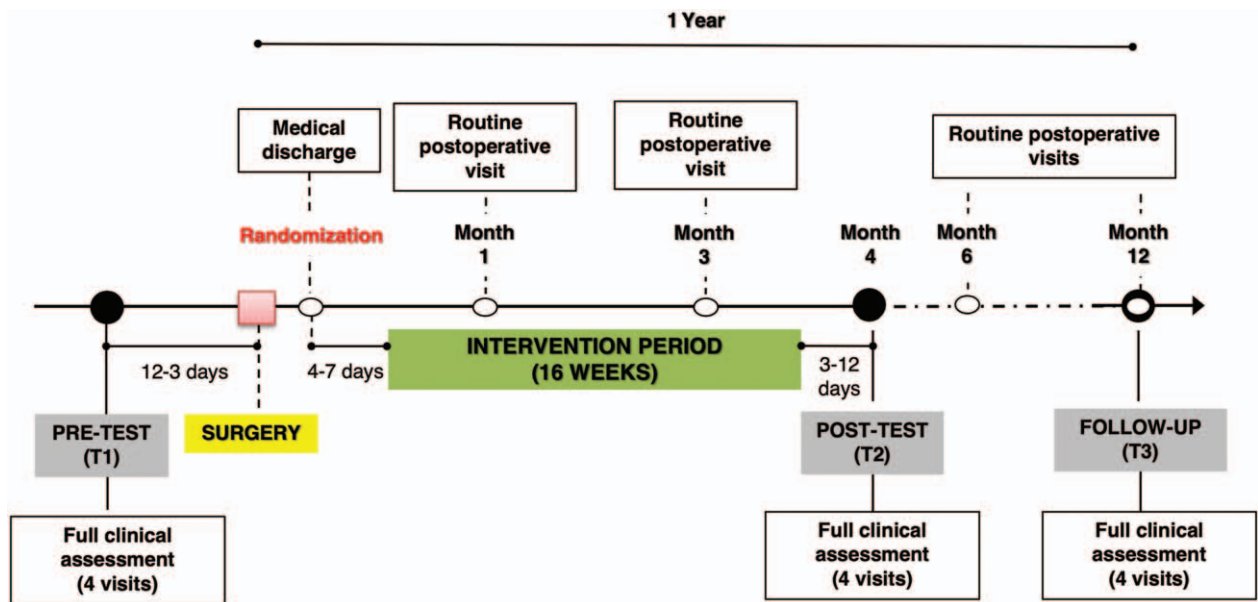 1 Year
Medical
discharge
Routine
postoperative
visit
Routine
postoperative
visit
Routine postoperative
visits
Randomization
Month
1
Month
3
Month
4
Month
6
Month
12
12-3 days
4-7 days
INTERVENTION PERIOD
(16 WEEKS)
3-12
days
PRE-TEST
(T1)
SURGERY
POST-TEST
(T2)
FOLLOW-UP
(T3)
Full clinical
assessment
(4 visits)
Full clinical
assessment
(4 visits)
Full clinical
assessment
(4 visits)